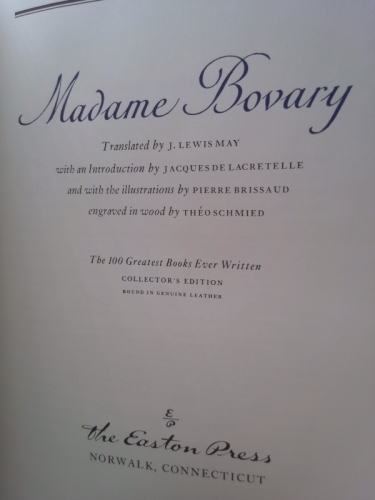 Madame Bovary
Translated by J. LEWIS MAY
with an Introduction by JACQUES DE LACRETELLE
and with the illustrations by PIERRE BRISSAUD
engraved in wood by THÉO SCHMIED
The 100 Greatest Books Ever Written
COLLECTOR'S EDITION
BOUND IN GENUINE LEATHER
E
P
the Easton Press
NORWALK, CONNECTICUT